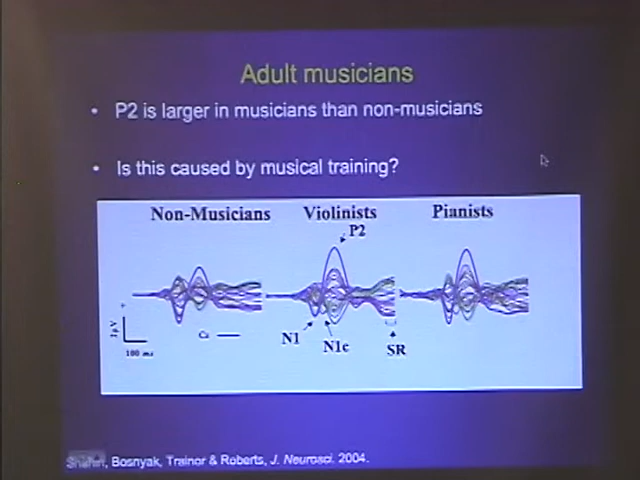 Adult musicians
• P2 is larger in musicians than non-musicians
• Is this caused by musical training?
Non-Musicians Violinists Pianists
P2
Cz
N1
N1c
SR
100 ms
Bosnyak, Trainor & Roberts, J. Neurosci. 2004.